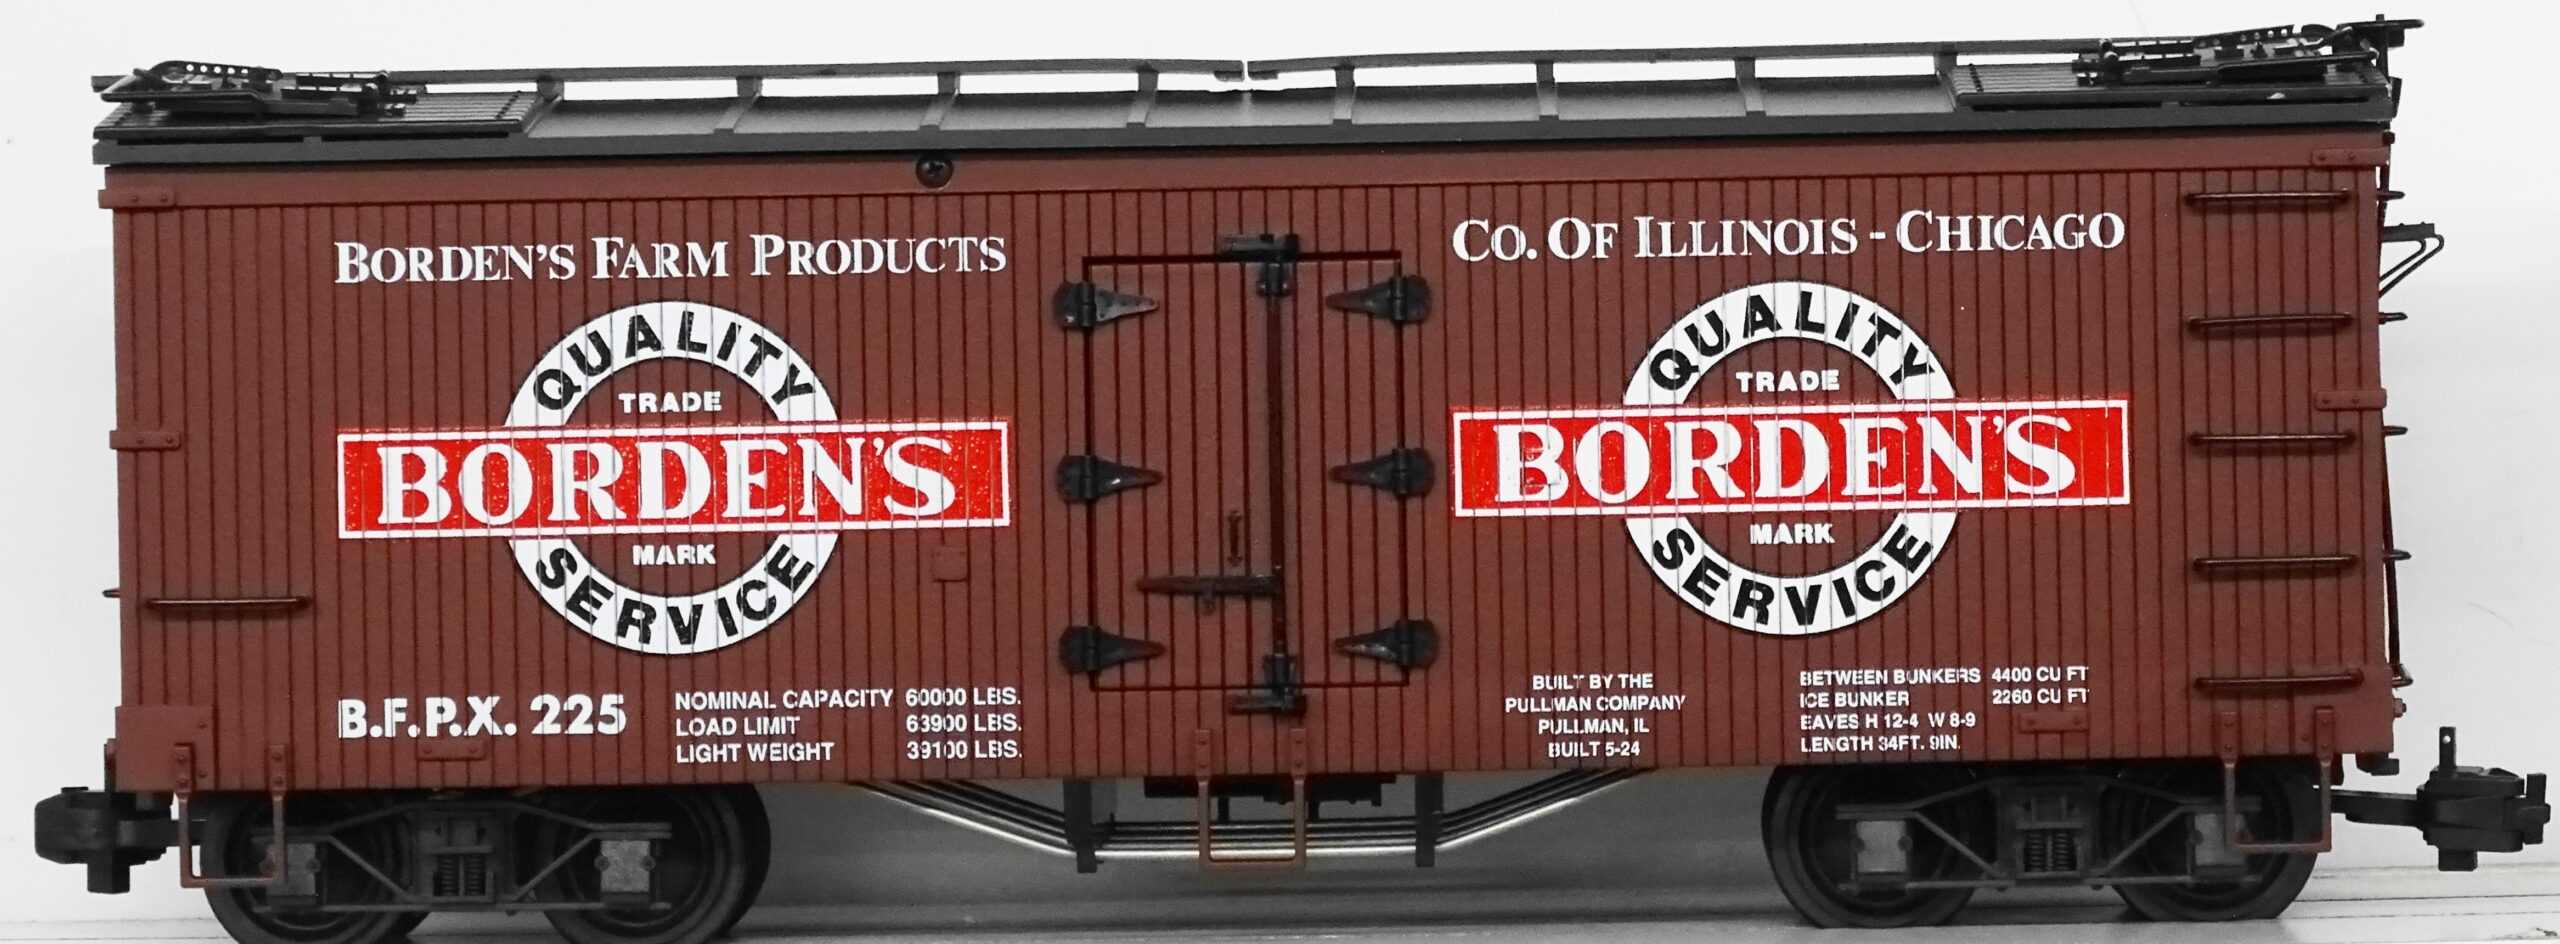 BORDEN'S FARM PRODUCTS
QUALITY
TRADE
BORDEN'S
MARK
SERVICE
B.F.P.X. 225
NOMINAL CAPACITY 60000 LBS.
LOAD LIMIT 63900 LBS.
LIGHT WEIGHT 39100 LBS.
CO. OF ILLINOIS - CHICAGO
QUALITY
TRADE
BORDEN'S
MARK
SERVICE
BUILT BY THE
PULLMAN COMPANY
PULLMAN, IL
BUILT 5-24
BETWEEN BUNKERS 4400 CU FT
ICE BUNKER 2260 CU FT
EAVES H 12-4 W 8-9
LENGTH 34FT. 9IN.